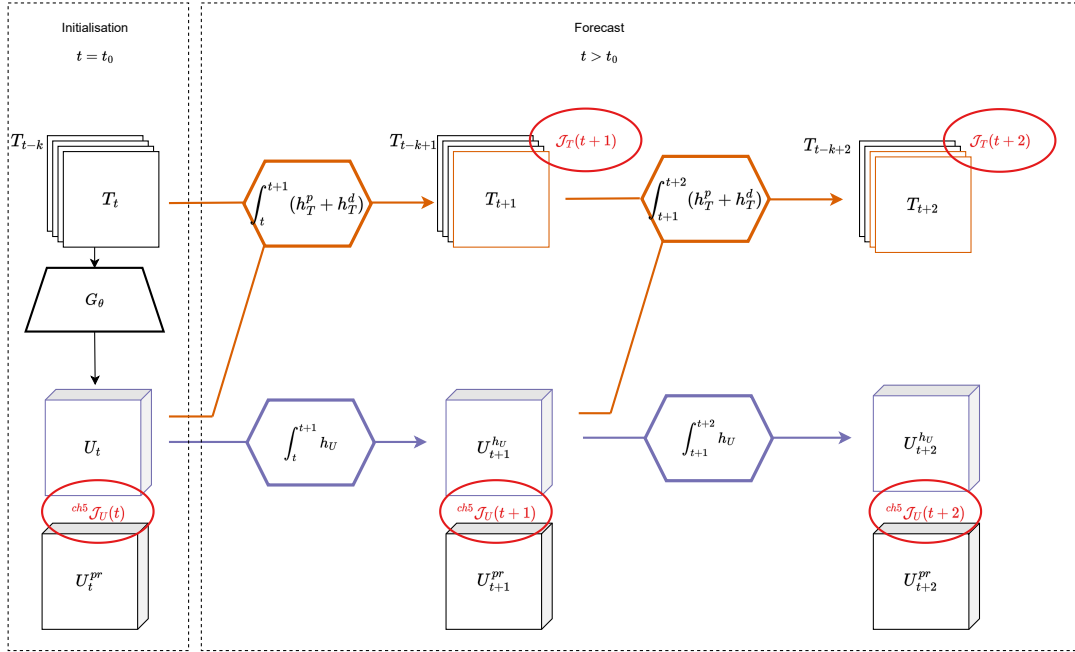 Initialisation
t = t₀
Forecast
t > t₀
T_{t-k}
T_t
∫_t^{t+1} (h_T^p + h_T^d)
T_{t-k+1}
𝒥_T(t+1)
T_{t+1}
∫_{t+1}^{t+2} (h_T^p + h_T^d)
T_{t-k+2}
𝒥_T(t+2)
T_{t+2}
G_θ
U_t
∫_t^{t+1} h_U
U_{t+1}^{h_U}
∫_{t+1}^{t+2} h_U
U_{t+2}^{h_U}
^{ch5}𝒥_U(t)
^{ch5}𝒥_U(t+1)
^{ch5}𝒥_U(t+2)
U_t^{pr}
U_{t+1}^{pr}
U_{t+2}^{pr}